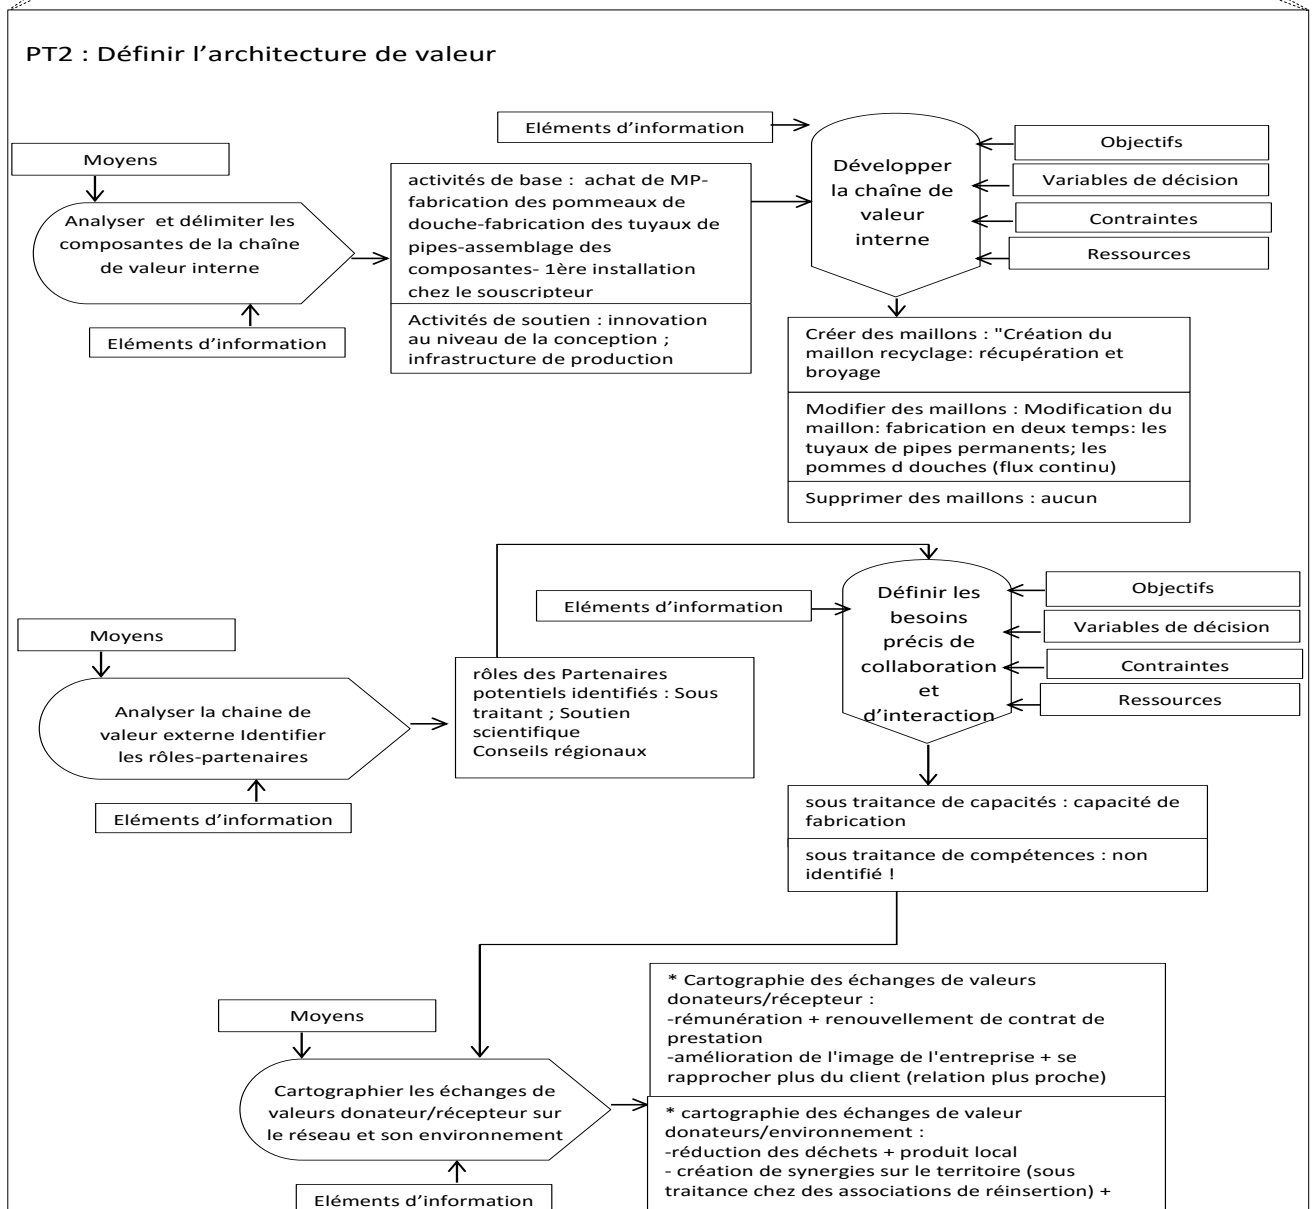 PT2 : Définir l’architecture de valeur
Eléments d’information
Moyens
Analyser et délimiter les
composantes de la chaîne
de valeur interne
Eléments d’information
activités de base : achat de MP-
fabrication des pommeaux de
douche-fabrication des tuyaux de
pipes-assemblage des
composantes- 1ère installation
chez le souscripteur
Activités de soutien : innovation
au niveau de la conception ;
infrastructure de production
Développer
la chaîne de
valeur
interne
Objectifs
Variables de décision
Contraintes
Ressources
Créer des maillons : "Création du
maillon recyclage: récupération et
broyage
Modifier des maillons : Modification du
maillon: fabrication en deux temps: les
tuyaux de pipes permanents; les
pommes d douches (flux continu)
Supprimer des maillons : aucun
Eléments d’information
Moyens
Analyser la chaine de
valeur externe Identifier
les rôles-partenaires
Eléments d’information
rôles des Partenaires
potentiels identifiés : Sous
traitant ; Soutien
scientifique
Conseils régionaux
Définir les
besoins
précis de
collaboration
et
d’interaction
Objectifs
Variables de décision
Contraintes
Ressources
sous traitance de capacités : capacité de
fabrication
sous traitance de compétences : non
identifié !
Moyens
Cartographier les échanges de
valeurs donateur/récepteur sur
le réseau et son environnement
Eléments d’information
* Cartographie des échanges de valeurs
donateurs/récepteur :
-rémunération + renouvellement de contrat de
prestation
-amélioration de l'image de l'entreprise + se
rapprocher plus du client (relation plus proche)
* cartographie des échanges de valeur
donateurs/environnement :
-réduction des déchets + produit local
- création de synergies sur le territoire (sous
traitance chez des associations de réinsertion) +